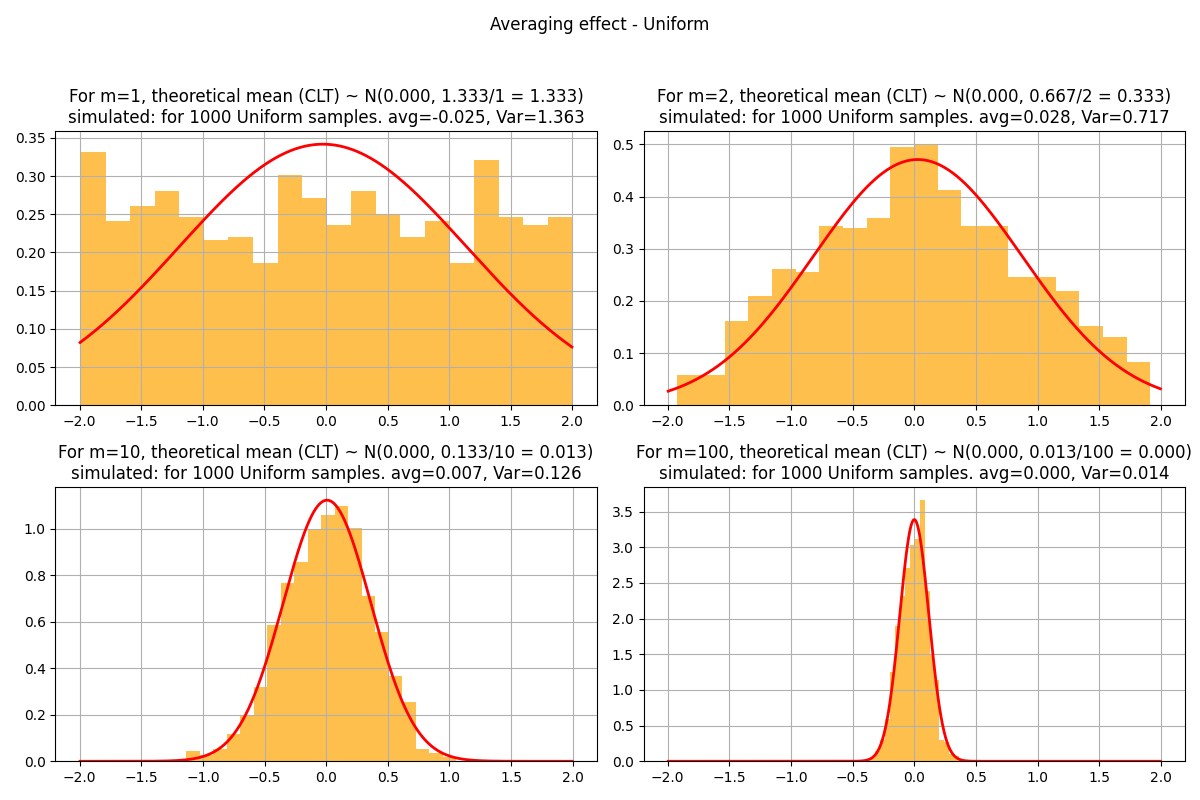 Averaging effect - Uniform
For m=1, theoretical mean (CLT) ~ N(0.000, 1.333/1 = 1.333)
simulated: for 1000 Uniform samples. avg=-0.025, Var=1.363
0.35
0.30
0.25
0.20
0.15
0.10
0.05
0.00
−2.0 −1.5 −1.0 −0.5 0.0 0.5 1.0 1.5 2.0
For m=2, theoretical mean (CLT) ~ N(0.000, 0.667/2 = 0.333)
simulated: for 1000 Uniform samples. avg=0.028, Var=0.717
0.5
0.4
0.3
0.2
0.1
0.0
−2.0 −1.5 −1.0 −0.5 0.0 0.5 1.0 1.5 2.0
For m=10, theoretical mean (CLT) ~ N(0.000, 0.133/10 = 0.013)
simulated: for 1000 Uniform samples. avg=0.007, Var=0.126
1.0
0.8
0.6
0.4
0.2
0.0
−2.0 −1.5 −1.0 −0.5 0.0 0.5 1.0 1.5 2.0
For m=100, theoretical mean (CLT) ~ N(0.000, 0.013/100 = 0.000)
simulated: for 1000 Uniform samples. avg=0.000, Var=0.014
3.5
3.0
2.5
2.0
1.5
1.0
0.5
0.0
−2.0 −1.5 −1.0 −0.5 0.0 0.5 1.0 1.5 2.0